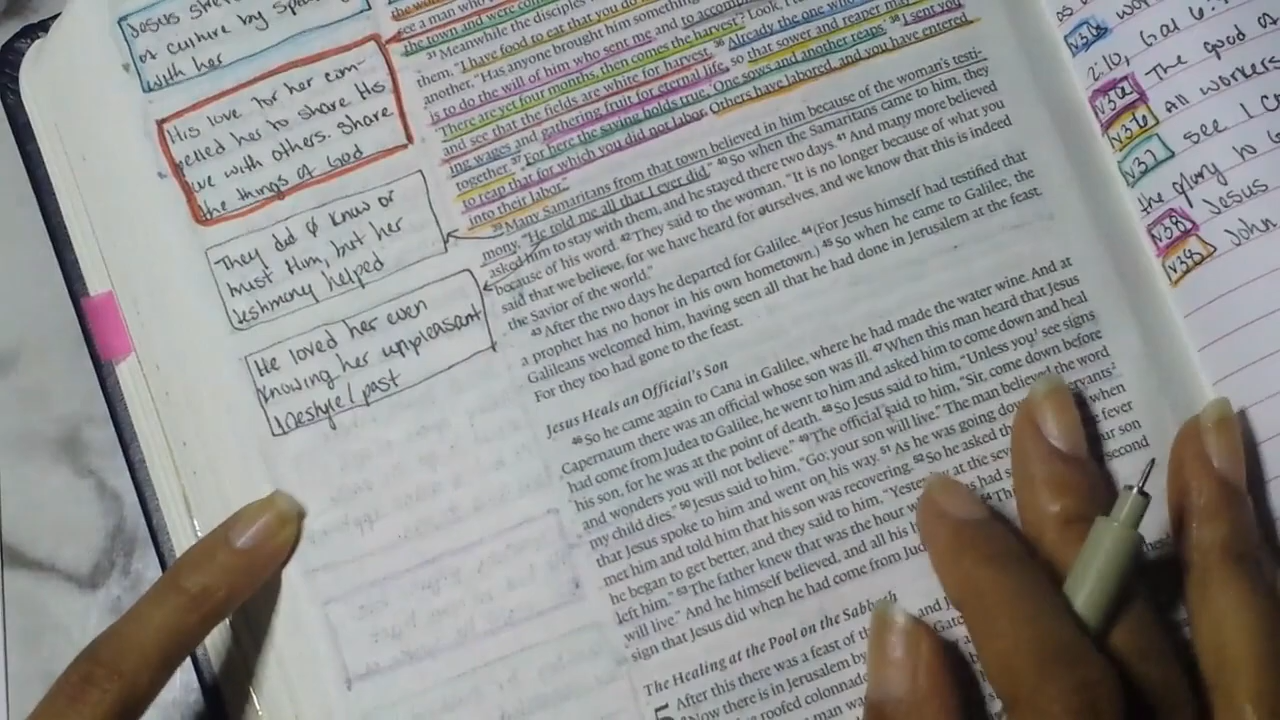 Jesus
of culture by
with her
His love for her com-
pelled her to share His
love with others. Share
the things of God
They did Ø know or
trust Him, but her
testimony helped
He loved her even
knowing her unpleasant
lifestyle/past
see a man who
the town and were
31 Meanwhile the disciples
them, "I have food to eat that you do
another, "Has anyone brought him something
is to do the will of him who sent me and to accomplish
'There are yet four months, then comes the harvest'? Look, I
and see that the fields are white for harvest. 36 Already the one who
ing wages and gathering fruit for eternal life, so that sower and reaper may
together. 37 For here the saying holds true, 'One sows and another reaps.' 38 I sent you
to reap that for which you did not labor. Others have labored, and you have entered
into their labor."
39 Many Samaritans from that town believed in him because of the woman's testi-
mony, "He told me all that I ever did." 40 So when the Samaritans came to him, they
asked him to stay with them, and he stayed there two days. 41 And many more believed
because of his word. 42 They said to the woman, "It is no longer because of what you
said that we believe, for we have heard for ourselves, and we know that this is indeed
the Savior of the world."
43 After the two days he departed for Galilee. 44 (For Jesus himself had testified that
a prophet has no honor in his own hometown.) 45 So when he came to Galilee, the
Galileans welcomed him, having seen all that he had done in Jerusalem at the feast.
For they too had gone to the feast.
Jesus Heals an Official's Son
46 So he came again to Cana in Galilee, where he had made the water wine. And at
Capernaum there was an official whose son was ill. 47 When this man heard that Jesus
had come from Judea to Galilee, he went to him and asked him to come down and heal
his son, for he was at the point of death. 48 So Jesus said to him, "Unless you see signs
and wonders you will not believe." 49 The official said to him, "Sir, come down before
my child dies." 50 Jesus said to him, "Go; your son will live." The man believed the word
that Jesus spoke to him and went on his way. 51 As he was going down
met him and told him that his son was recovering. 52 So he asked the when
he began to get better, and they said to him, "Yesterday at the fever
left him." 53 The father knew that was the hour son
will live." And he himself believed, and all his second
sign that Jesus did when he had come from
The Healing at the Pool on the Sabbath
5 After this there was a feast of the
Now there is in Jerusalem by
roofed
man
2:10, Gal 6:
v36 The good
v36 All workers
v37 see I
the glory to
v38 Jesus
v38 John